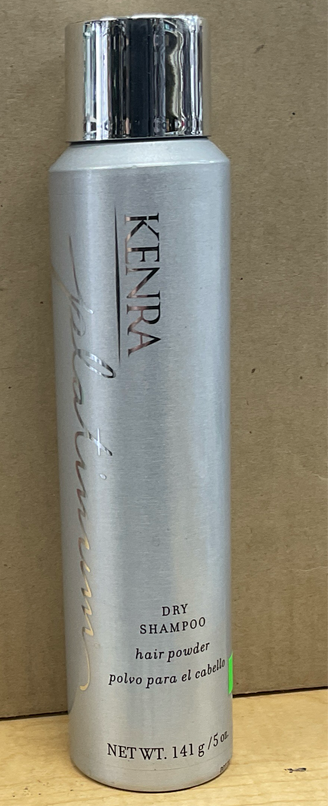 KENRA
platinum
DRY
SHAMPOO
hair powder
polvo para el cabello
NET WT. 141 g / 5 oz.